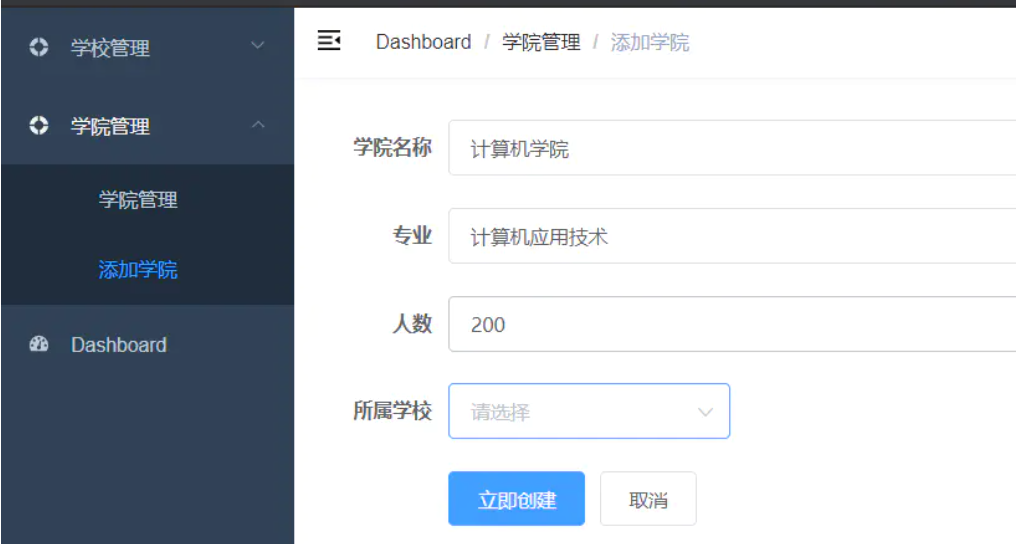 学校管理
学院管理
学院管理
添加学院
Dashboard
Dashboard / 学院管理 / 添加学院
学院名称 计算机学院
专业 计算机应用技术
人数 200
所属学校 请选择
立即创建 取消